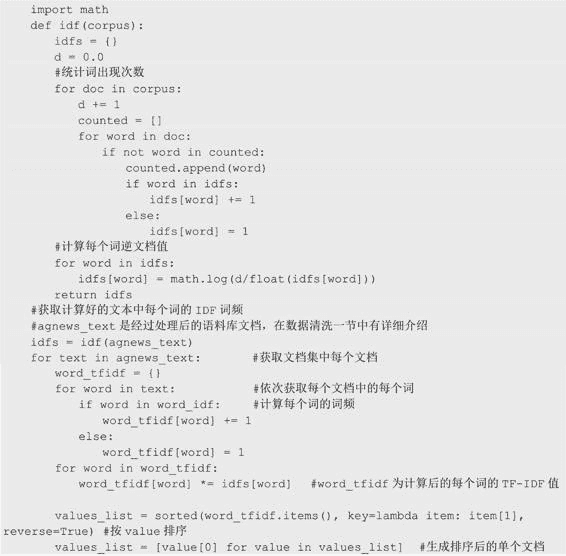 import math
def idf(corpus):
    idfs = {}
    d = 0.0
    #统计词出现次数
    for doc in corpus:
        d += 1
        counted = []
        for word in doc:
            if not word in counted:
                counted.append(word)
                if word in idfs:
                    idfs[word] += 1
                else:
                    idfs[word] = 1
    #计算每个词逆文档值
    for word in idfs:
        idfs[word] = math.log(d/float(idfs[word]))
    return idfs
#获取计算好的文本中每个词的 IDF 词频
#agnews_text 是经过处理后的语料库文档，在数据清洗一节中有详细介绍
idfs = idf(agnews_text)
for text in agnews_text: #获取文档集中每个文档
    word_tfidf = {}
    for word in text: #依次获取每个文档中的每个词
        if word in word_idf: #计算每个词的词频
            word_tfidf[word] += 1
        else:
            word_tfidf[word] = 1
    for word in word_tfidf:
        word_tfidf[word] *= idfs[word] #word_tfidf 为计算后的每个词的 TF-IDF 值
    values_list = sorted(word_tfidf.items(), key=lambda item: item[1],
reverse=True) #按 value 排序
    values_list = [value[0] for value in values_list] #生成排序后的单个文档